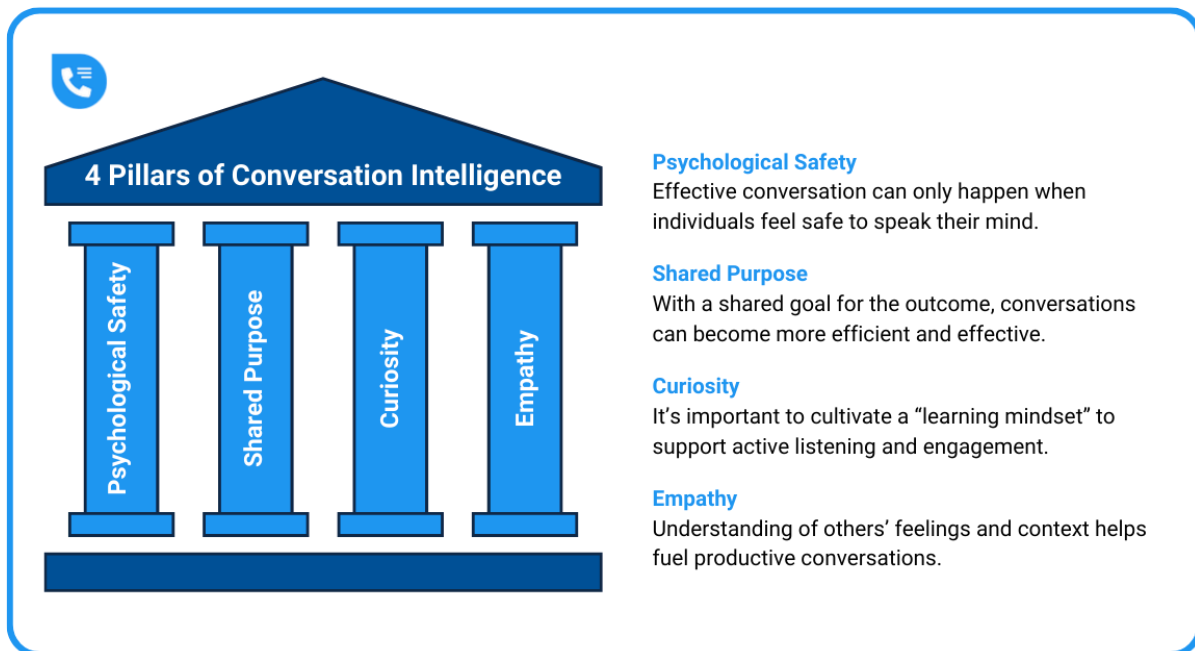 4 Pillars of Conversation Intelligence
Psychological Safety
Shared Purpose
Curiosity
Empathy
Psychological Safety
Effective conversation can only happen when
individuals feel safe to speak their mind.
Shared Purpose
With a shared goal for the outcome, conversations
can become more efficient and effective.
Curiosity
It’s important to cultivate a “learning mindset” to
support active listening and engagement.
Empathy
Understanding of others’ feelings and context helps
fuel productive conversations.